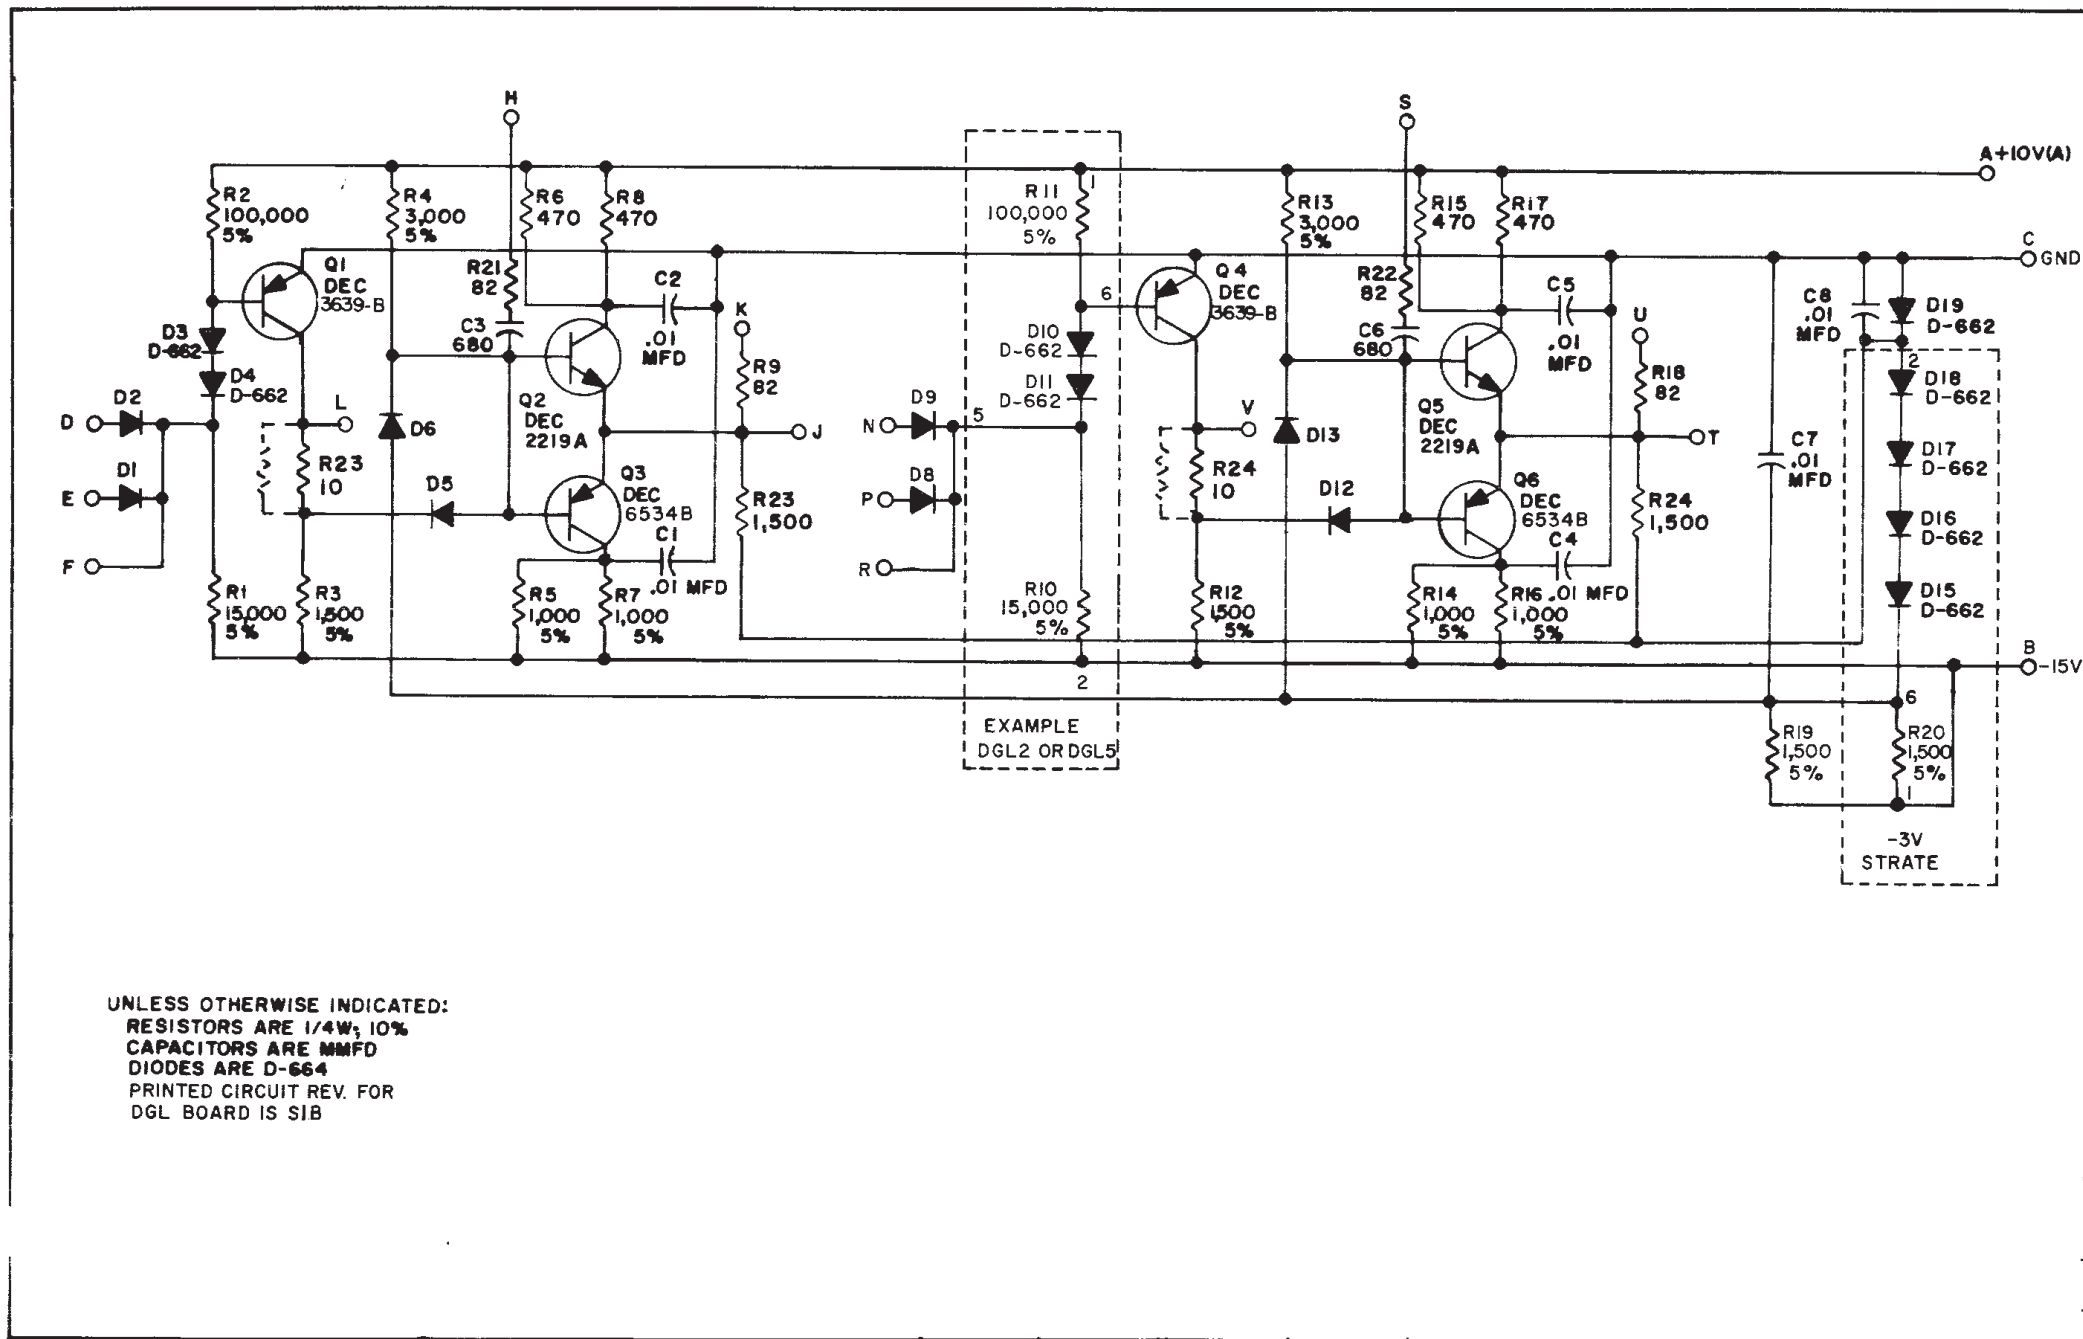 H
S
A+10V(A)
R2
100,000
5%
R4
3,000
5%
R6
470
R8
470
R11
100,000
5%
1
R13
3,000
5%
R15
470
R17
470
C
GND
Q1
DEC
3639-B
R21
82
C2
.01
MFD
K
6
Q4
DEC
3639-B
R22
82
C5
.01
MFD
U
C8
.01
MFD
D19
D-662
D3
D-662
D4
D-662
C3
680
R9
82
D10
D-662
D11
D-662
C6
680
R18
82
2
D18
D-662
D2
D
L
D6
Q2
DEC
2219A
J
D9
N
5
V
D13
Q5
DEC
2219A
T
C7
.01
MFD
D17
D-662
D1
E
R23
10
D5
Q3
DEC
6534B
R23
1,500
D8
P
R24
10
D12
Q6
DEC
6534B
R24
1,500
D16
D-662
F
R1
15,000
5%
R3
1,500
5%
R5
1,000
5%
R7
1,000
5%
C1
.01 MFD
R
R10
15,000
5%
R12
1500
5%
R14
1,000
5%
R16
1,000
5%
C4
.01 MFD
D15
D-662
B
-15V
2
6
EXAMPLE
DGL2 OR DGL5
R19
1,500
5%
R20
1,500
5%
1
-3V
STRATE
UNLESS OTHERWISE INDICATED:
RESISTORS ARE 1/4W; 10%
CAPACITORS ARE MMFD
DIODES ARE D-664
PRINTED CIRCUIT REV. FOR
DGL BOARD IS S1B